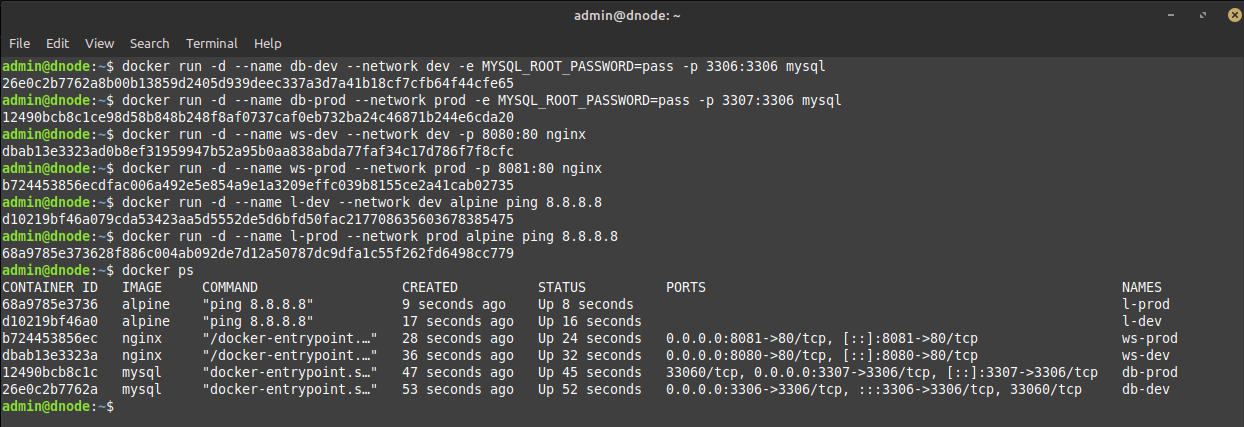 admin@dnode: ~
File Edit View Search Terminal Help
admin@dnode:~$ docker run -d --name db-dev --network dev -e MYSQL_ROOT_PASSWORD=pass -p 3306:3306 mysql
26e0c2b7762a8b00b13859d2405d939deec337a3d7a41b18cf7cfb64f44cfe65
admin@dnode:~$ docker run -d --name db-prod --network prod -e MYSQL_ROOT_PASSWORD=pass -p 3307:3306 mysql
12490bcb8c1ce98d58b848b248f8af0737caf0eb732ba24c46871b244e6cda20
admin@dnode:~$ docker run -d --name ws-dev --network dev -p 8080:80 nginx
dbab13e3323ad0b8ef31959947b52a95b0aa838abda77faf34c17d786f7f8cfc
admin@dnode:~$ docker run -d --name ws-prod --network prod -p 8081:80 nginx
b724453856ecdfac006a492e5e854a9e1a3209effc039b8155ce2a41cab02735
admin@dnode:~$ docker run -d --name l-dev --network dev alpine ping 8.8.8.8
d10219bf46a079cda53423aa5d5552de5d6bfd50fac217708635603678385475
admin@dnode:~$ docker run -d --name l-prod --network prod alpine ping 8.8.8.8
68a9785e373628f886c004ab092de7d12a50787dc9dfa1c55f262fd6498cc779
admin@dnode:~$ docker ps
CONTAINER ID IMAGE COMMAND CREATED STATUS PORTS NAMES
68a9785e3736 alpine "ping 8.8.8.8" 9 seconds ago Up 8 seconds l-prod
d10219bf46a0 alpine "ping 8.8.8.8" 17 seconds ago Up 16 seconds l-dev
b724453856ec nginx "/docker-entrypoint.…" 28 seconds ago Up 24 seconds 0.0.0.0:8081->80/tcp, [::]:8081->80/tcp ws-prod
dbab13e3323a nginx "/docker-entrypoint.…" 36 seconds ago Up 32 seconds 0.0.0.0:8080->80/tcp, [::]:8080->80/tcp ws-dev
12490bcb8c1c mysql "docker-entrypoint.s…" 47 seconds ago Up 45 seconds 33060/tcp, 0.0.0.0:3307->3306/tcp, [::]:3307->3306/tcp db-prod
26e0c2b7762a mysql "docker-entrypoint.s…" 53 seconds ago Up 52 seconds 0.0.0.0:3306->3306/tcp, :::3306->3306/tcp, 33060/tcp db-dev
admin@dnode:~$